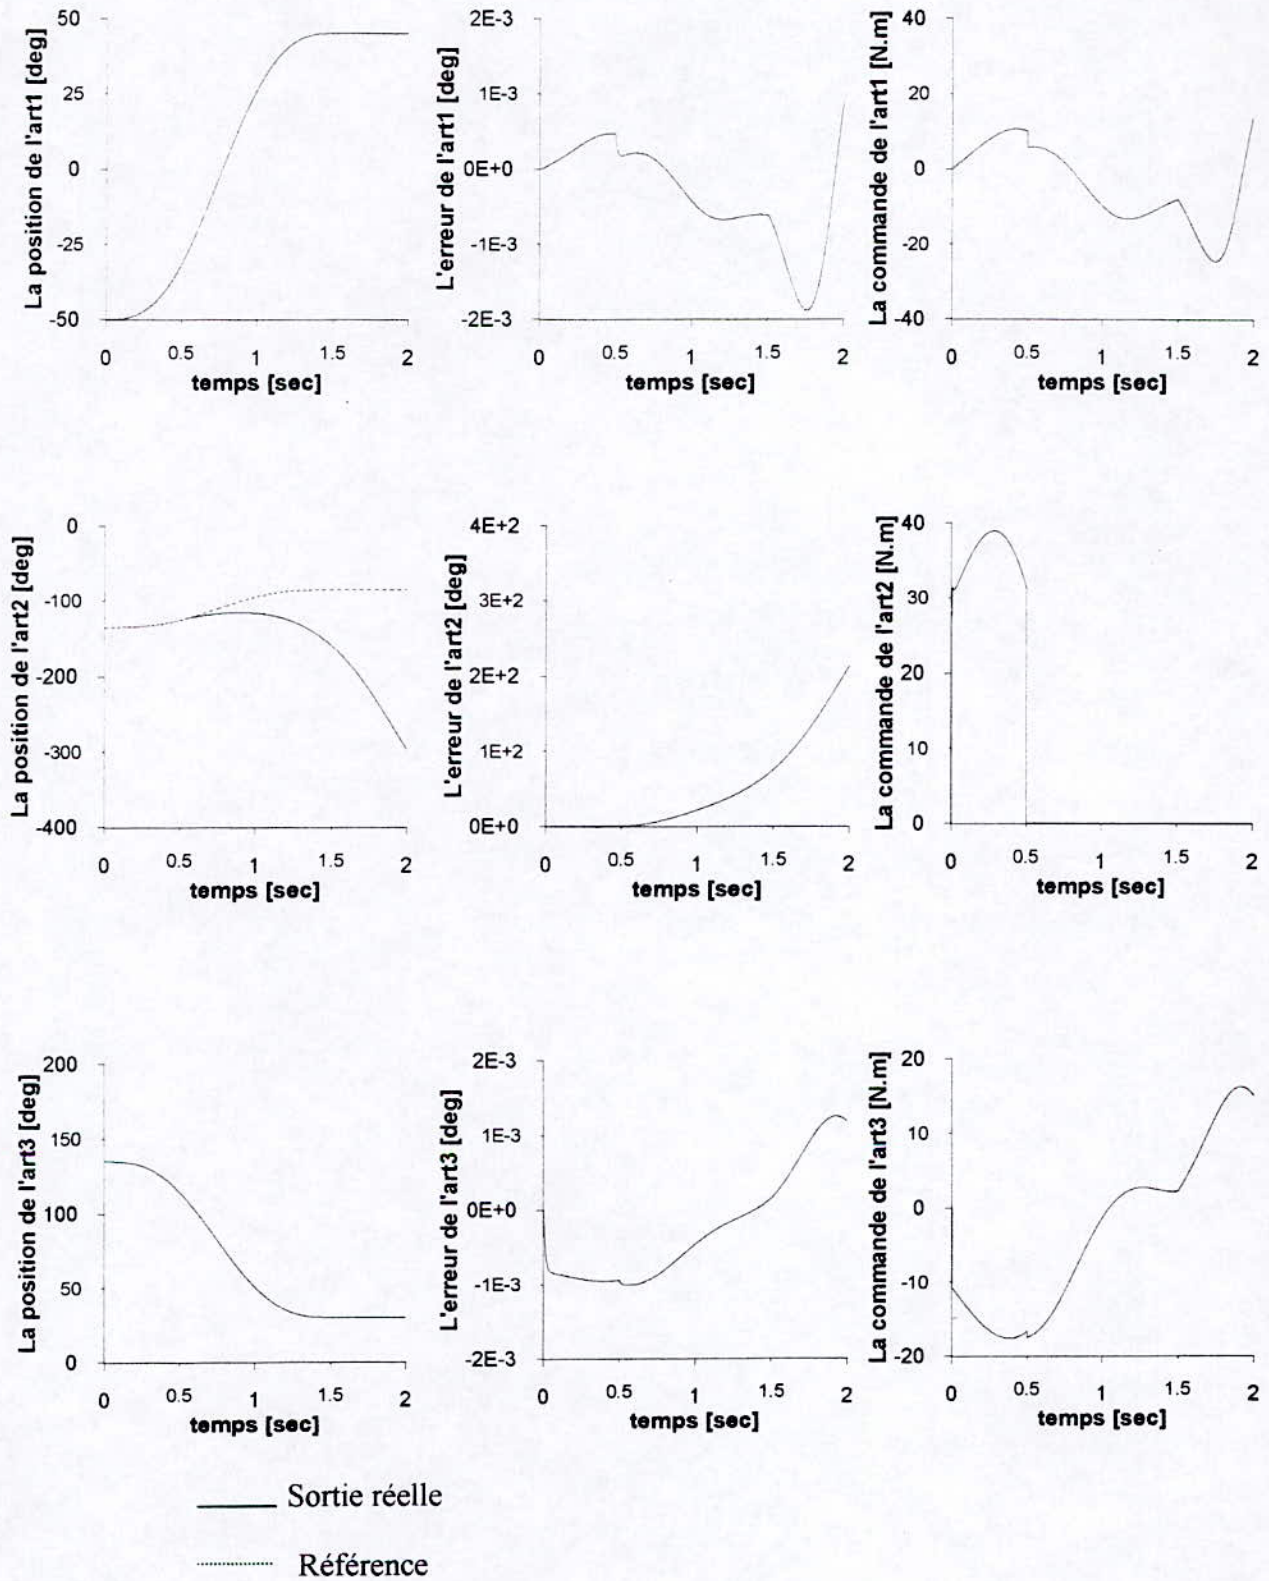 La position de l'art1 [deg]
50
25
0
-25
-50
0 0.5 1 1.5 2
temps [sec]
L'erreur de l'art1 [deg]
2E-3
1E-3
0E+0
-1E-3
-2E-3
0 0.5 1 1.5 2
temps [sec]
La commande de l'art1 [N.m]
40
20
0
-20
-40
0 0.5 1 1.5 2
temps [sec]
La position de l'art2 [deg]
0
-100
-200
-300
-400
0 0.5 1 1.5 2
temps [sec]
L'erreur de l'art2 [deg]
4E+2
3E+2
2E+2
1E+2
0E+0
0 0.5 1 1.5 2
temps [sec]
La commande de l'art2 [N.m]
40
30
20
10
0
0 0.5 1 1.5 2
temps [sec]
La position de l'art3 [deg]
200
150
100
50
0
0 0.5 1 1.5 2
temps [sec]
L'erreur de l'art3 [deg]
2E-3
1E-3
0E+0
-1E-3
-2E-3
0 0.5 1 1.5 2
temps [sec]
La commande de l'art3 [N.m]
20
10
0
-10
-20
0 0.5 1 1.5 2
temps [sec]
Sortie réelle
Référence